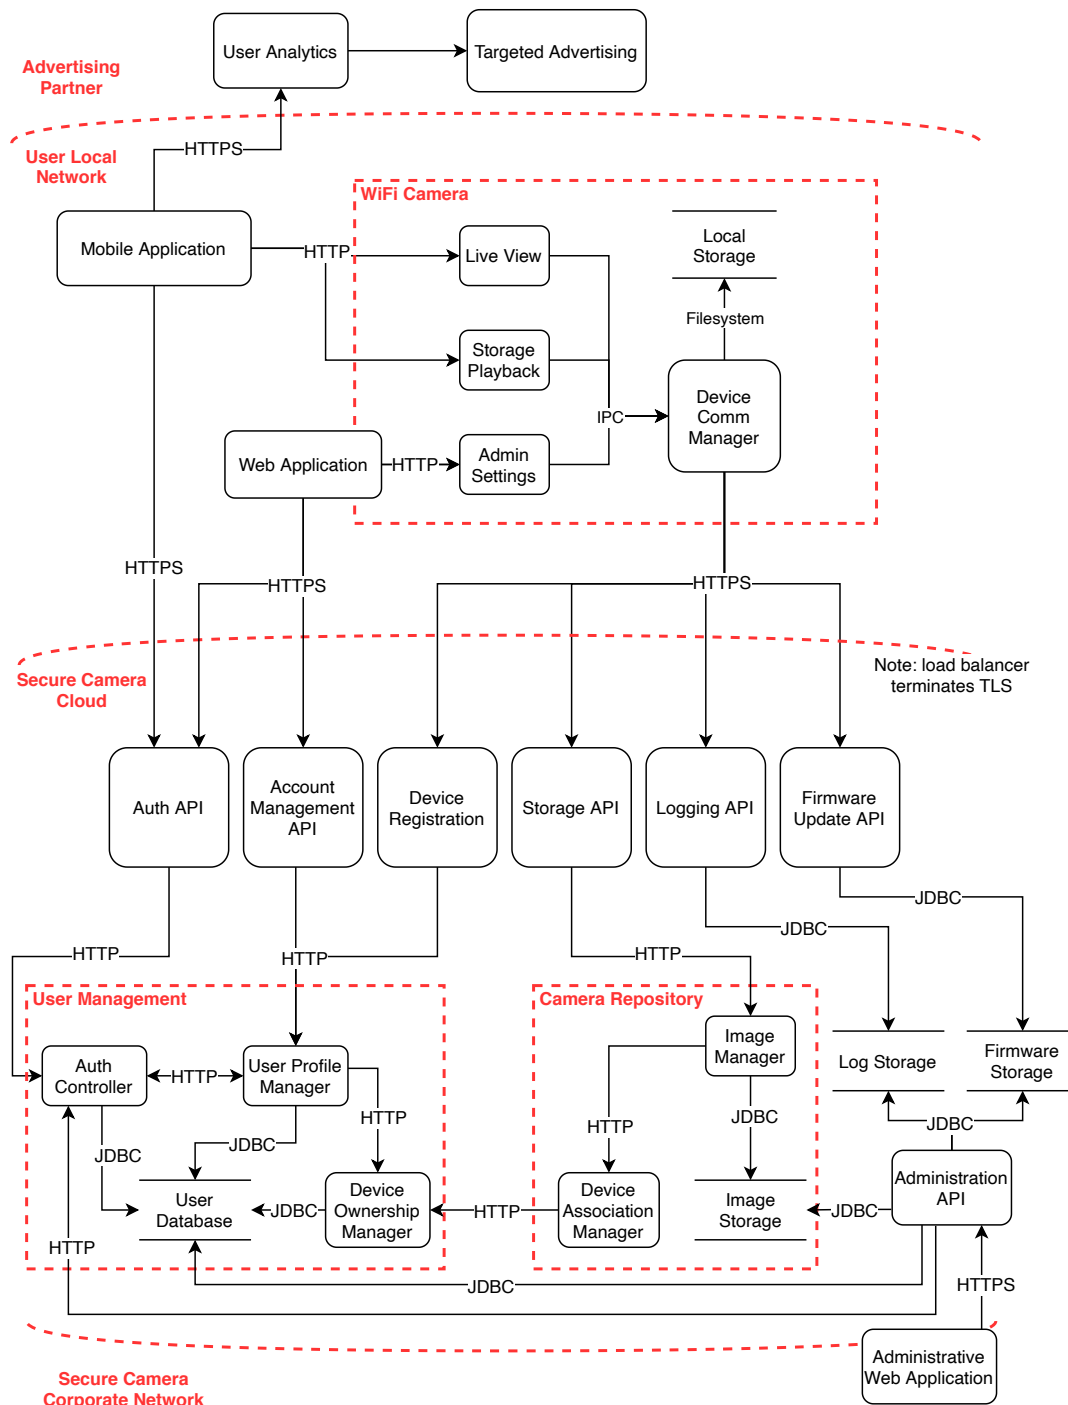 User Analytics
Targeted Advertising
Advertising
Partner
HTTPS
User Local
Network
WiFi Camera
Mobile Application
HTTP
Live View
Local
Storage
Filesystem
Storage
Playback
Device
Comm
Manager
IPC
Web Application
HTTP
Admin
Settings
HTTPS
HTTPS
HTTPS
Secure Camera
Cloud
Note: load balancer
terminates TLS
Auth API
Account
Management
API
Device
Registration
Storage API
Logging API
Firmware
Update API
JDBC
JDBC
HTTP
HTTP
HTTP
User Management
Camera Repository
Auth
Controller
HTTP
User Profile
Manager
Image
Manager
Log Storage
Firmware
Storage
HTTP
JDBC
HTTP
JDBC
JDBC
JDBC
User
Database
JDBC
Device
Ownership
Manager
HTTP
Device
Association
Manager
Image
Storage
JDBC
Administration
API
HTTP
JDBC
HTTPS
Administrative
Web Application
Secure Camera
Corporate Network